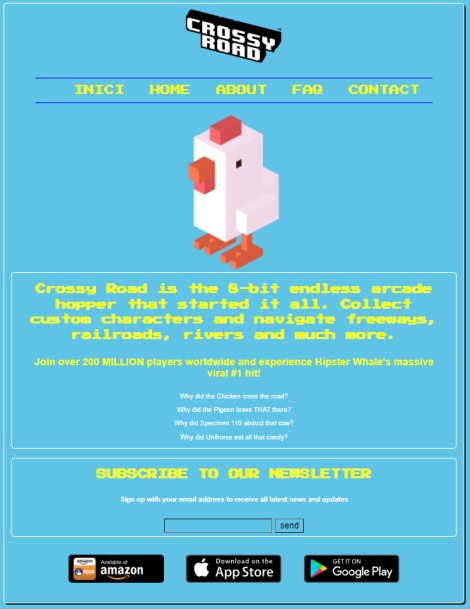 CROSSY
ROAD
INICI HOME ABOUT FAQ CONTACT
Crossy Road is the 8-bit endless arcade
hopper that started it all. Collect
custom characters and navigate freeways,
railroads, rivers and much more.
Join over 200 MILLION players worldwide and experience Hipster Whale's massive
viral #1 hit!
Why did the Chicken cross the road?
Why did the Pigeon leave THAT there?
Why did Specimen 115 abduct that cow?
Why did Unihorse eat all that candy?
SUBSCRIBE TO OUR NEWSLETTER
Sign up with your email address to receive all latest news and updates
send
amazon
apps
Available at
amazon
Download on the
App Store
GET IT ON
Google Play